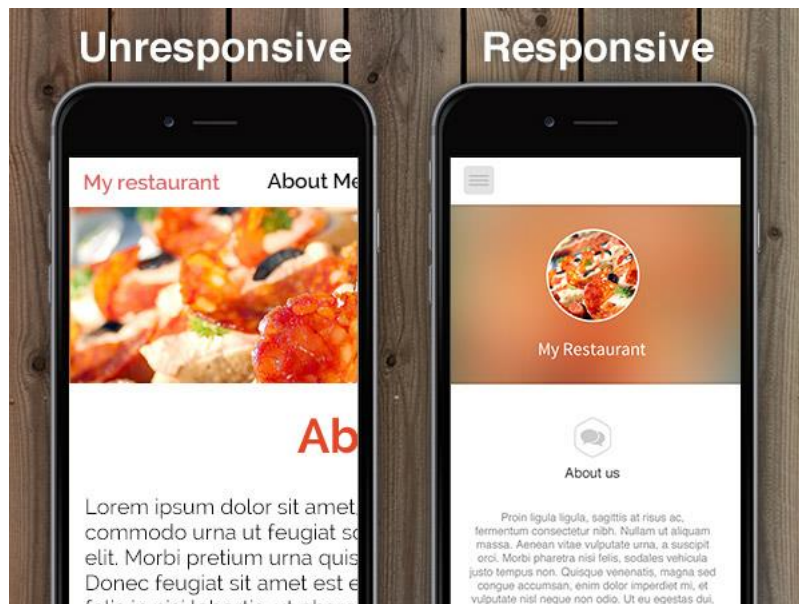 Unresponsive
My restaurant About Me
Ab
Lorem ipsum dolor sit amet,
commodo urna ut feugiat sc
elit. Morbi pretium urna quis
Donec feugiat sit amet est e
Responsive
My Restaurant
About us
Proin ligula ligula, sagittis at risus ac,
fermentum consectetur nibh. Nullam ut aliquam
massa. Aenean vitae vulputate urna, a suscipit
orci. Morbi pharetra nisi felis, sodales vehicula
justo tempus non. Quisque venenatis, magna sed
congue accumsan, enim dolor imperdiet mi, et
vulputate nisl neque non odio. Ut eu egestas dui,